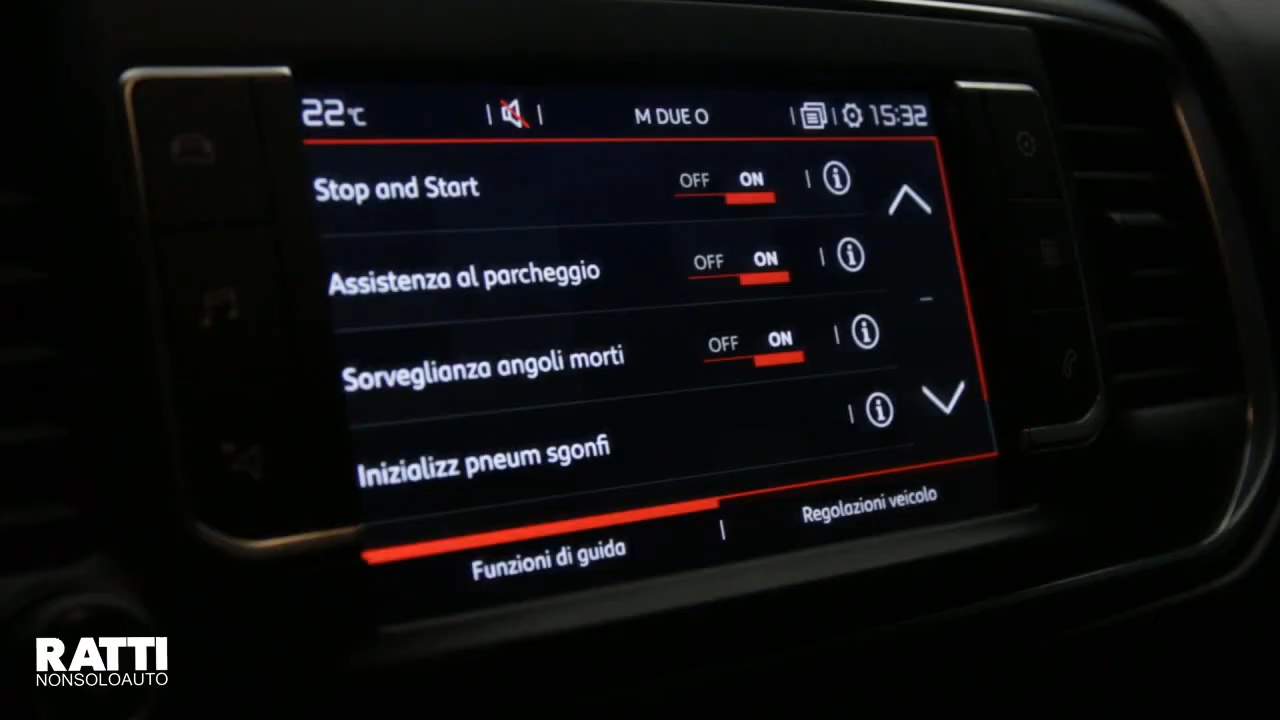 22°C M DUE O 15:32
Stop and Start OFF ON
Assistenza al parcheggio OFF ON
Sorveglianza angoli morti OFF ON
Inizializz pneum sgonfi
Funzioni di guida Regolazioni veicolo
RATTI
NONSOLOAUTO